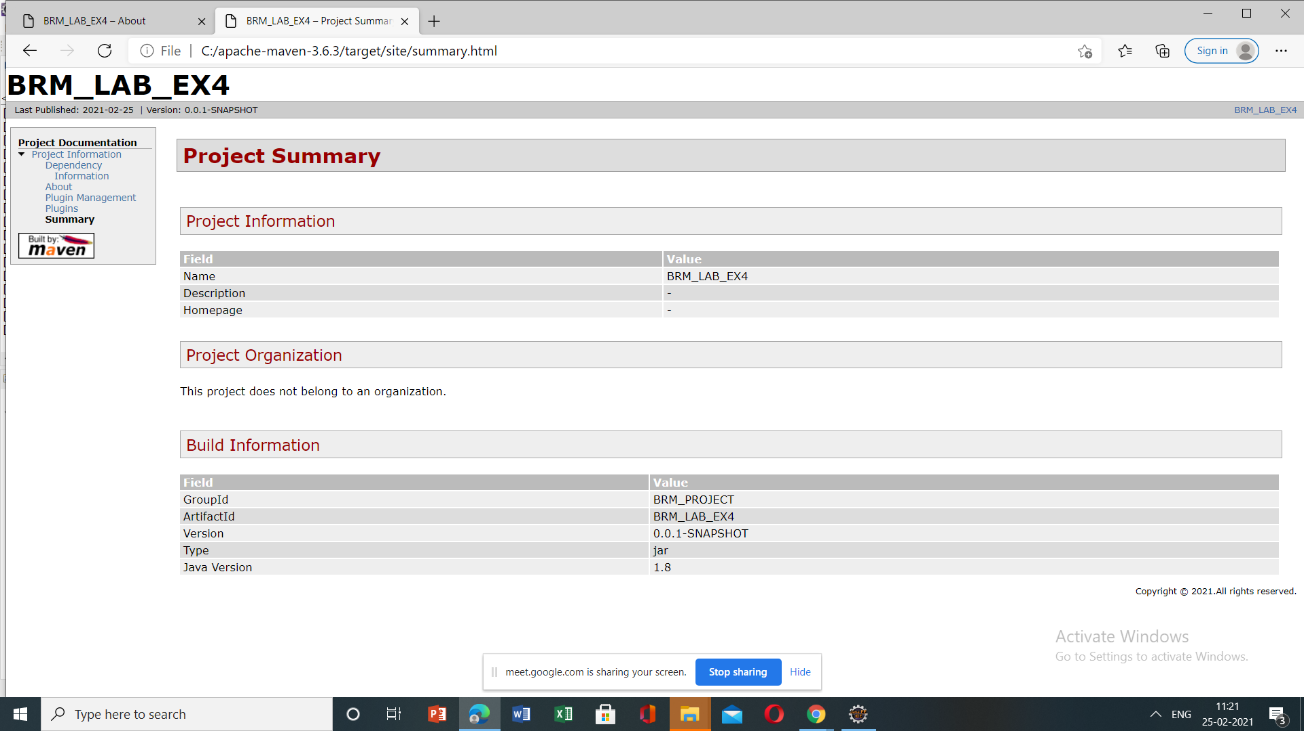 BRM_LAB_EX4 – About
BRM_LAB_EX4 – Project Summar
File | C:/apache-maven-3.6.3/target/site/summary.html
Sign in
BRM_LAB_EX4
Last Published: 2021-02-25 | Version: 0.0.1-SNAPSHOT
BRM_LAB_EX4
Project Documentation
Project Information
Dependency
Information
About
Plugin Management
Plugins
Summary
Built by:
maven
Project Summary
Project Information
Field Value
Name BRM_LAB_EX4
Description -
Homepage -
Project Organization
This project does not belong to an organization.
Build Information
Field Value
GroupId BRM_PROJECT
ArtifactId BRM_LAB_EX4
Version 0.0.1-SNAPSHOT
Type jar
Java Version 1.8
Copyright © 2021.All rights reserved.
Activate Windows
Go to Settings to activate Windows.
meet.google.com is sharing your screen. Stop sharing Hide
Type here to search
ENG
11:21
25-02-2021
3